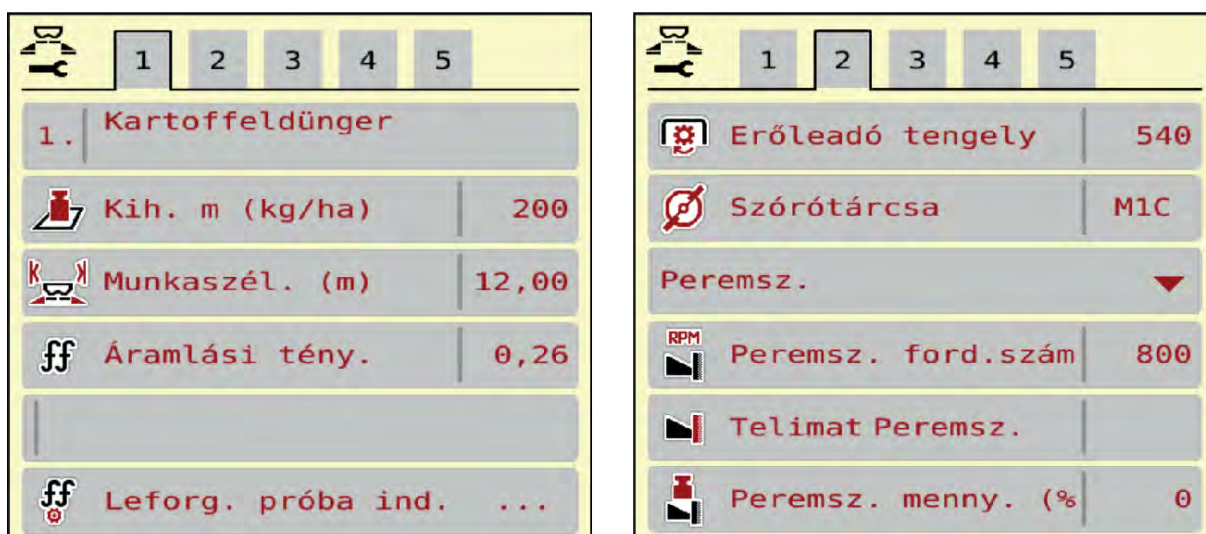 1 2 3 4 5
1. Kartoffeldünger
Kih. m (kg/ha) 200
Munkaszél. (m) 12,00
Áramlási tény. 0,26
Leforg. próba ind. ...
1 2 3 4 5
Erőleadó tengely 540
Szórótárcsa M1C
Peremsz.
RPM
Peremsz. ford.szám 800
Telimat Peremsz.
Peremsz. menny. (% 0